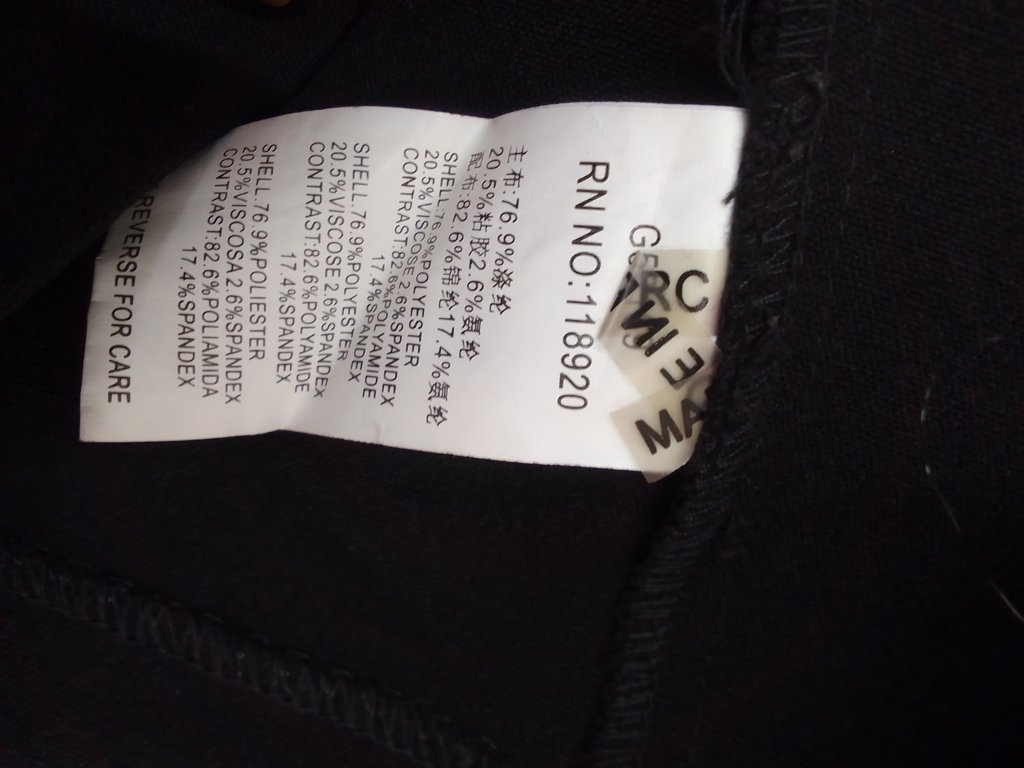 RN NO:118920
主布:76.9%涤纶
20.5%粘胶2.6%氨纶
配布:82.6%锦纶17.4%氨纶
SHELL:76.9%POLYESTER
20.5%VISCOSE 2.6%SPANDEX
CONTRAST:82.6%POLYAMIDE
17.4%SPANDEX
SHELL:76.9%POLYESTER
20.5%VISCOSE 2.6%SPANDEX
CONTRAST:82.6%POLYAMIDE
17.4%SPANDEX
SHELL:76.9%POLIESTER
20.5%VISCOSA 2.6%SPANDEX
CONTRAST:82.6%POLIAMIDA
17.4%SPANDEX
REVERSE FOR CARE